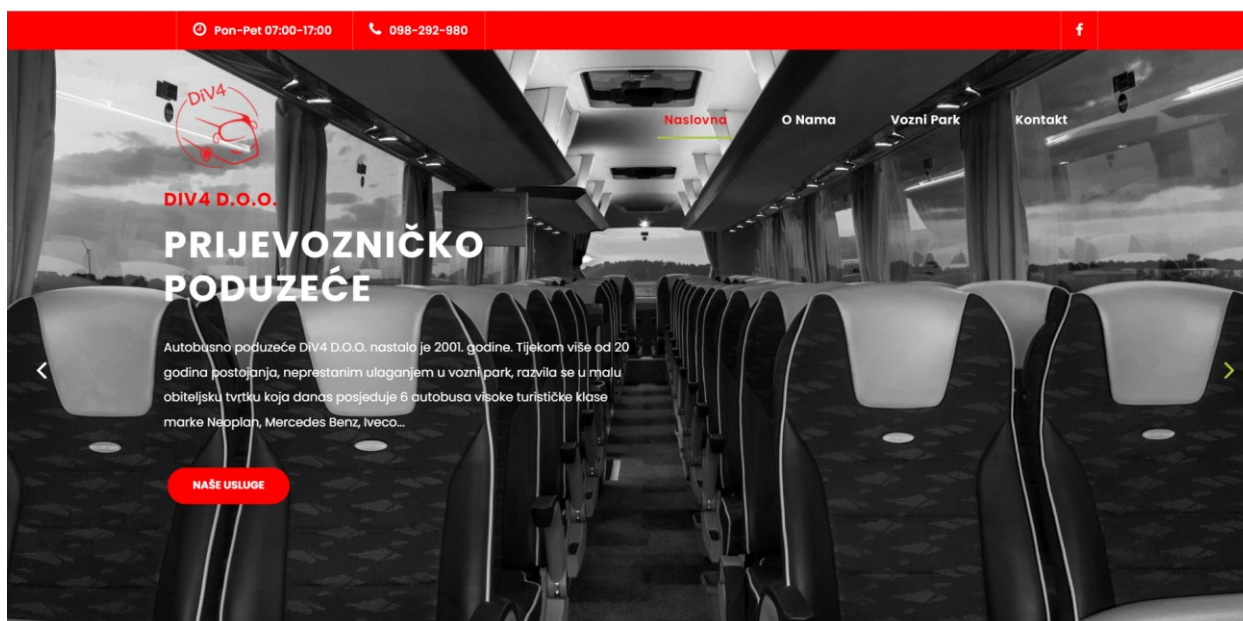 Pon-Pet 07:00-17:00
098-292-980
f
DiV4
Naslovna
O Nama
Vozni Park
Kontakt
DIV4 D.O.O.
PRIJEVOZNIČKO
PODUZEĆE
Autobusno poduzeće DiV4 D.O.O. nastalo je 2001. godine. Tijekom više od 20
godina postojanja, neprestanim ulaganjem u vozni park, razvila se u malu
obiteljsku tvrtku koja danas posjeduje 6 autobusa visoke turističke klase
marke Neoplan, Mercedes Benz, Iveco...
NAŠE USLUGE